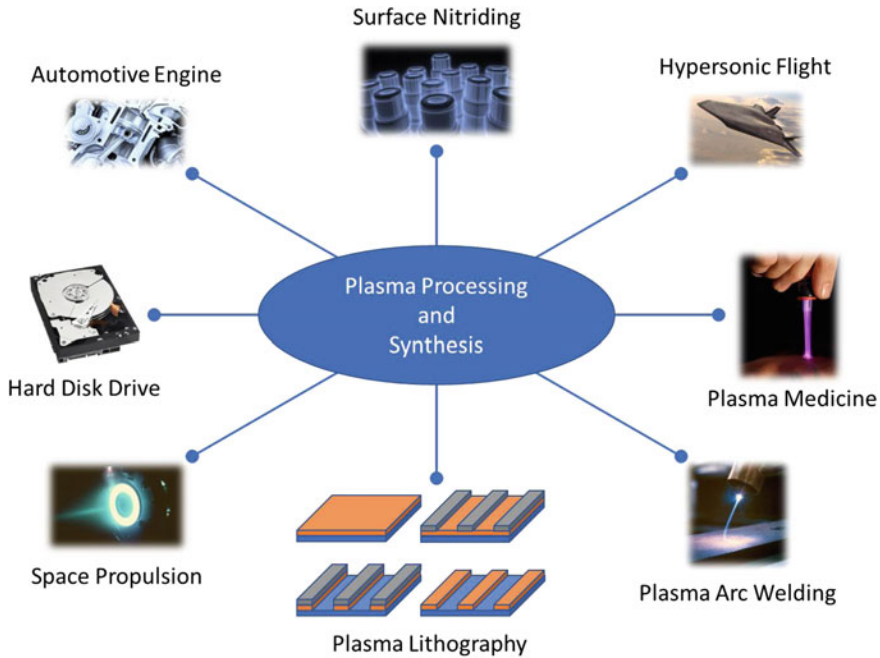 Surface Nitriding
Automotive Engine
Hypersonic Flight
Plasma Processing
and
Synthesis
Hard Disk Drive
Plasma Medicine
Space Propulsion
Plasma Arc Welding
Plasma Lithography